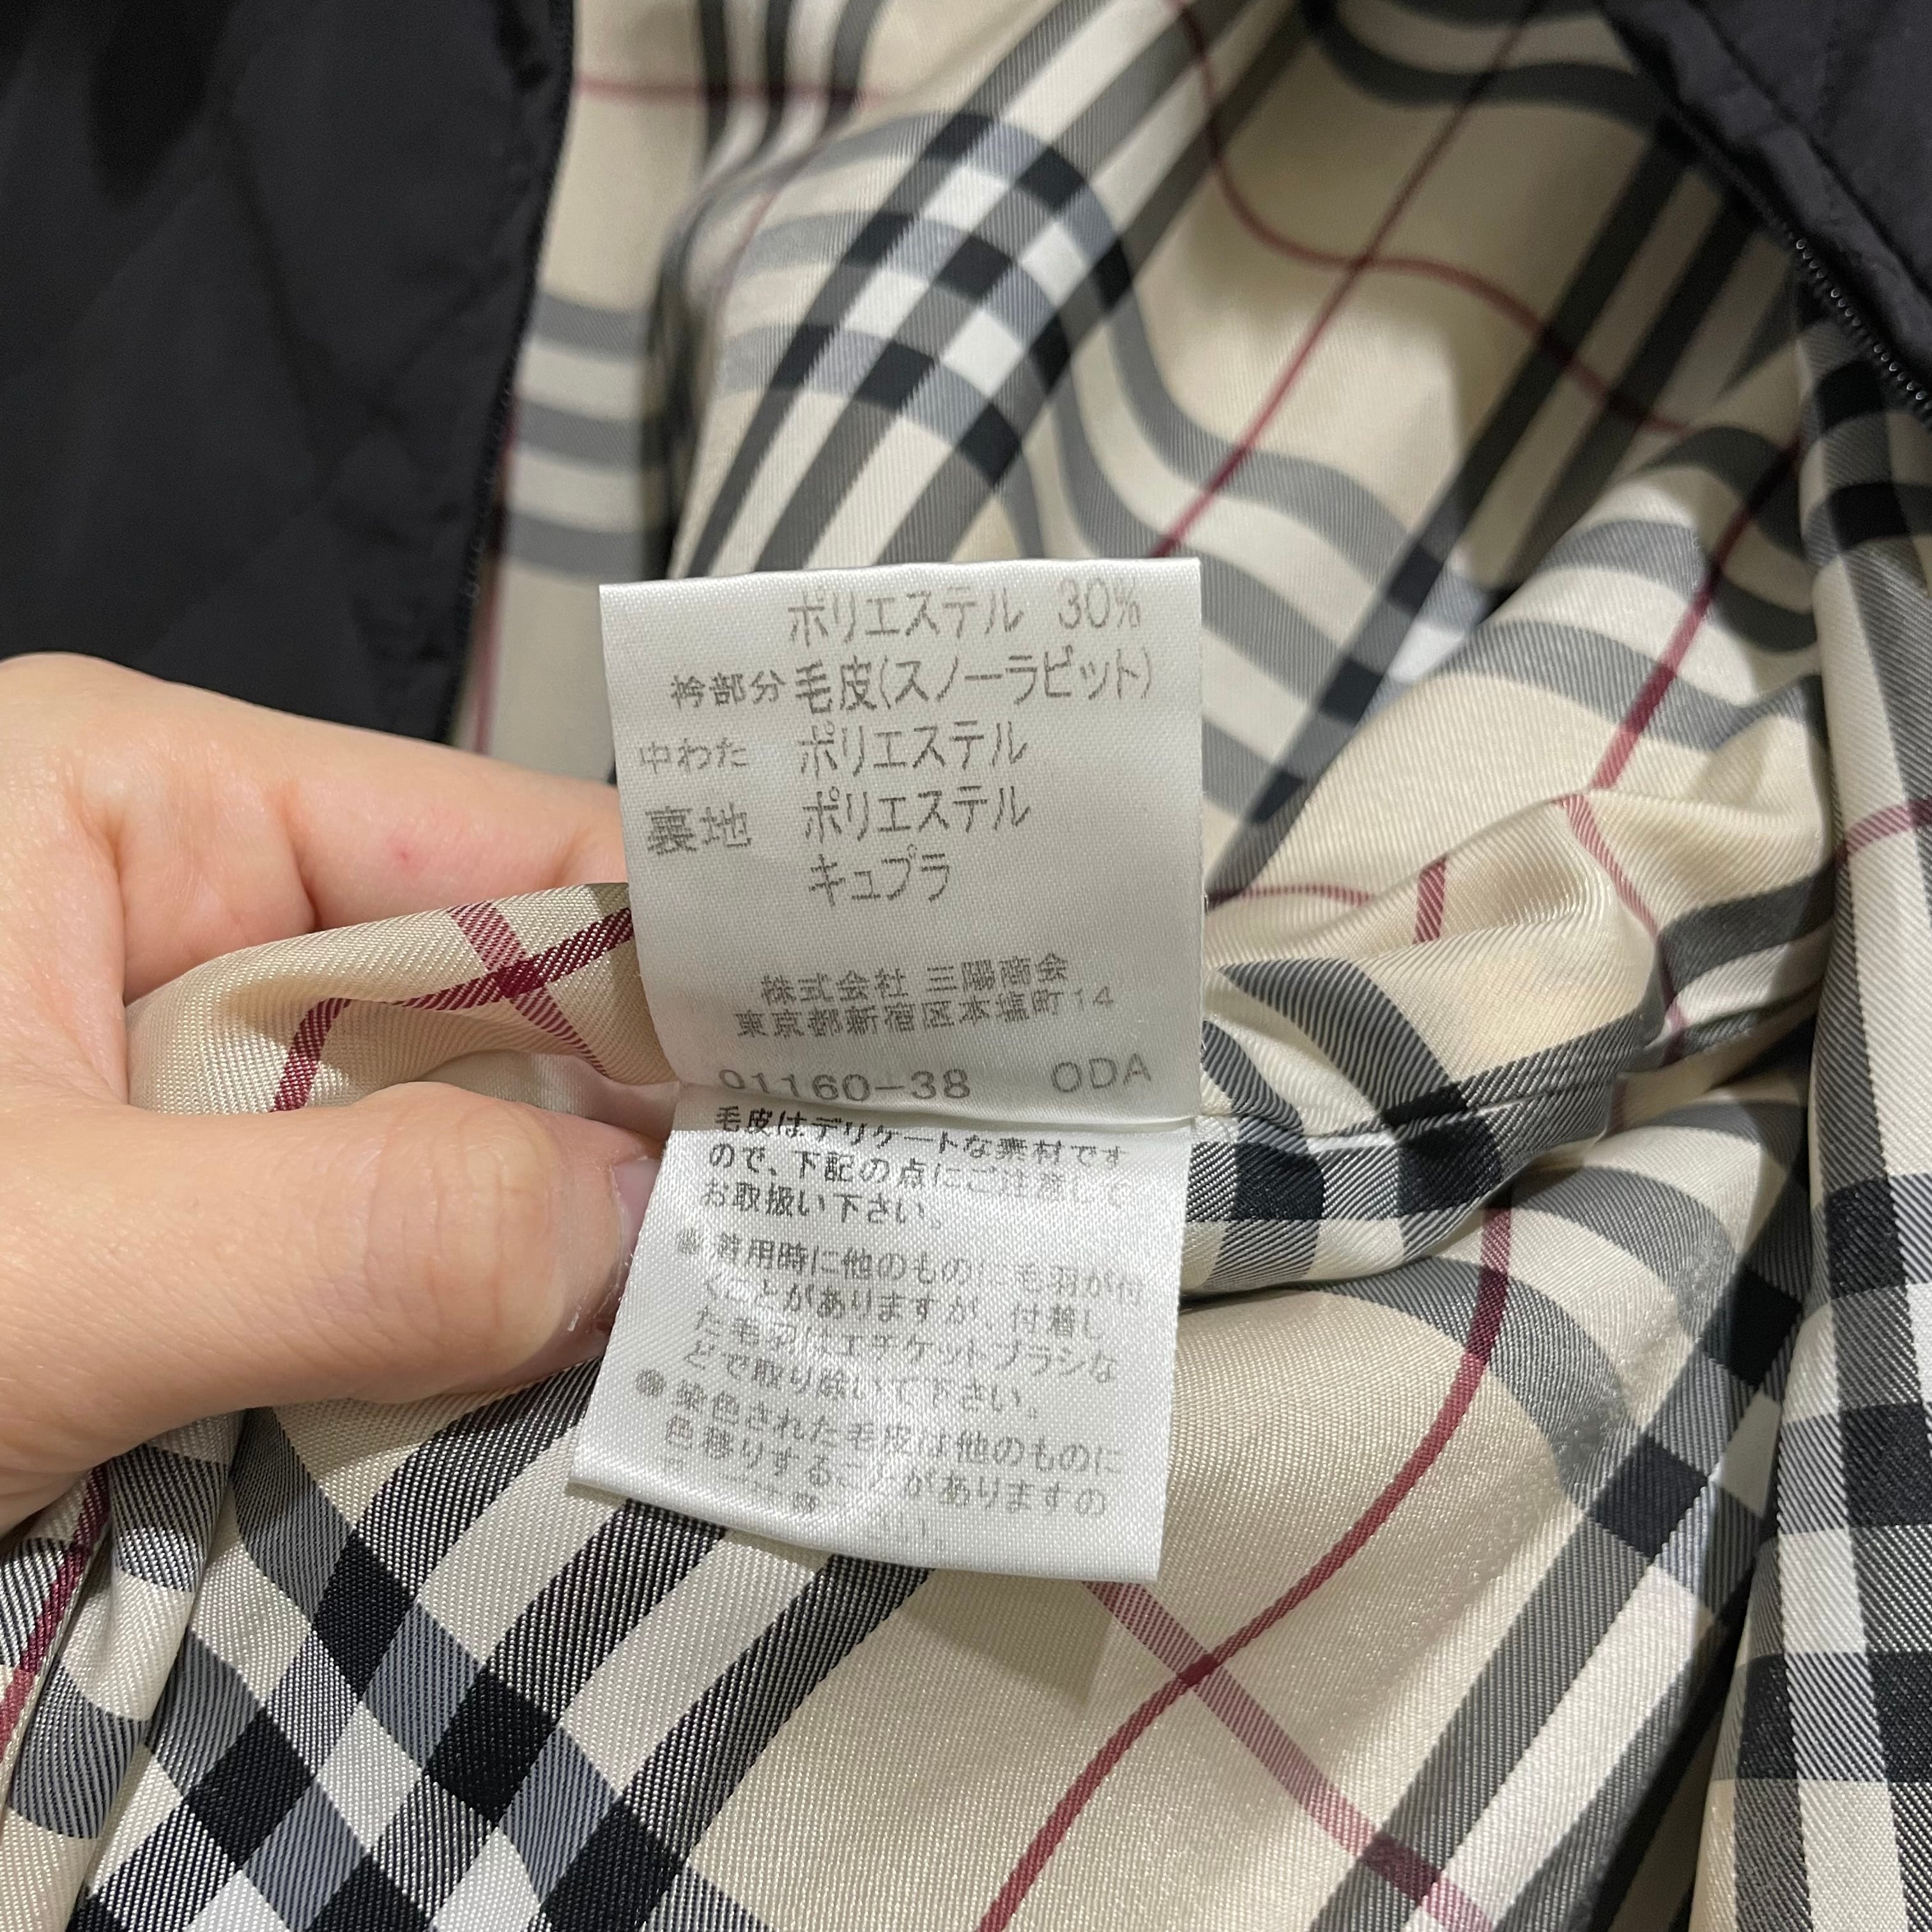 ポリエステル 30%
衿部分 毛皮(スノーラビット)
中わた ポリエステル
裏地 ポリエステル
キュプラ
株式会社 三陽商会
東京都新宿区本塩町14
01160-38 ODA
毛皮はデリケートな素材です
ので、下記の点にご注意して
お取扱い下さい。
● 着用時に他のものに毛羽が付
くことがありますが、付着し
た毛羽はエチケットブラシな
どで取り除いて下さい。
● 染色された毛皮は他のものに
色移りすることがありますの